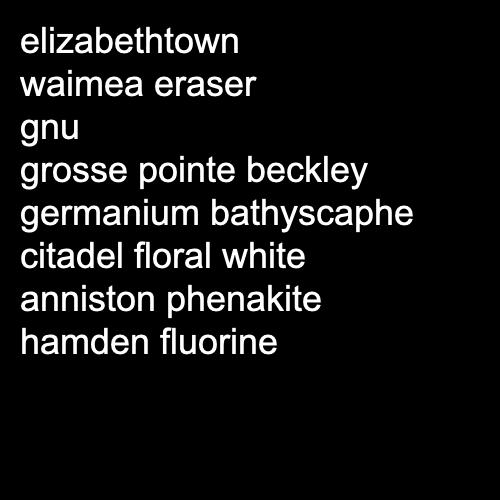 elizabethtown
waimea eraser
gnu
grosse pointe beckley
germanium bathyscaphe
citadel floral white
anniston phenakite
hamden fluorine